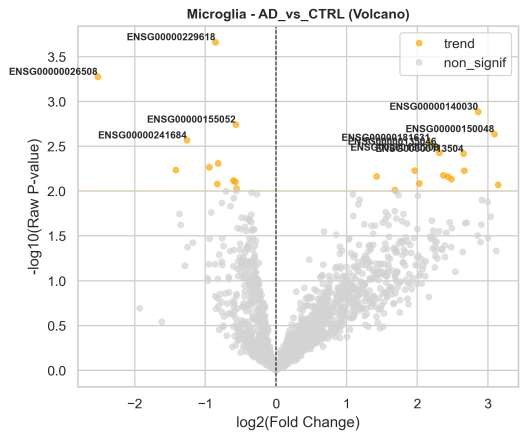 Microglia - AD_vs_CTRL (Volcano)
trend
non_signif
ENSG00000229618
ENSG00000026508
ENSG00000155052
ENSG00000241684
ENSG00000140030
ENSG00000150048
ENSG00000181631
-log10(Raw P-value)
3.5
3.0
2.5
2.0
1.5
1.0
0.5
0.0
−2
−1
0
1
2
3
log2(Fold Change)